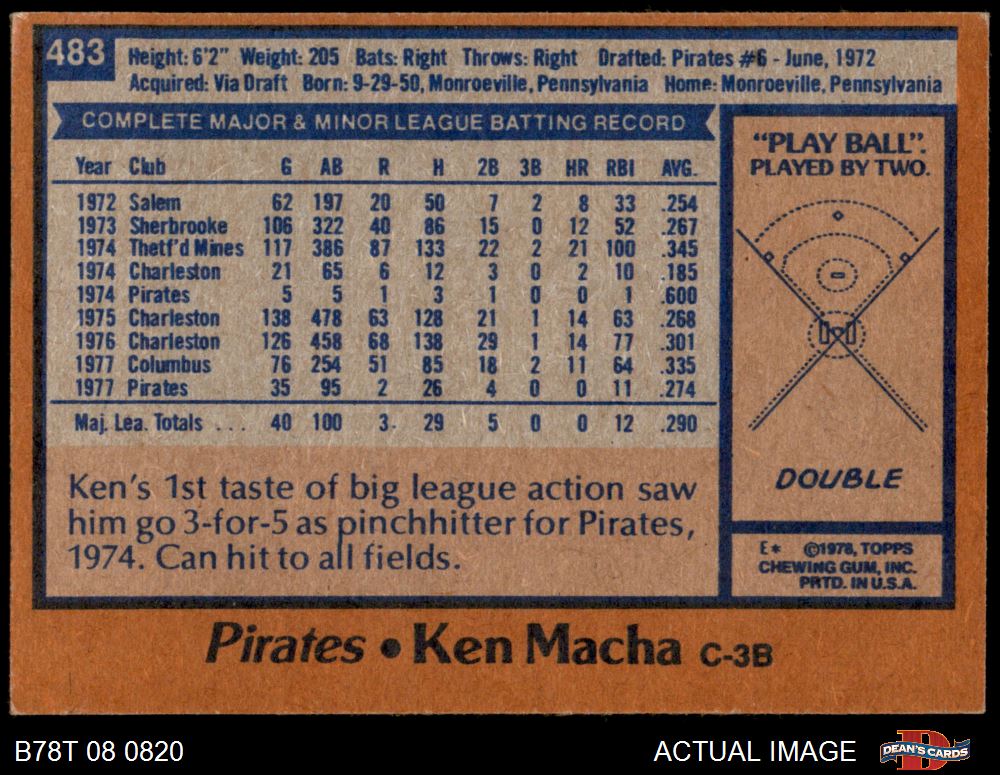 483
Height: 6'2" Weight: 205 Bats: Right Throws: Right Drafted: Pirates #6 - June, 1972
Acquired: Via Draft Born: 9-29-50, Monroeville, Pennsylvania Home: Monroeville, Pennsylvania
COMPLETE MAJOR & MINOR LEAGUE BATTING RECORD
Year Club G AB R H 2B 3B HR RBI AVG.
1972 Salem 62 197 20 50 7 2 8 33 .254
1973 Sherbrooke 106 322 40 86 15 0 12 52 .267
1974 Thetf'd Mines 117 386 87 133 22 2 21 100 .345
1974 Charleston 21 65 6 12 3 0 2 10 .185
1974 Pirates 5 5 1 3 1 0 0 1 .600
1975 Charleston 138 478 63 128 21 1 14 63 .268
1976 Charleston 126 458 68 138 29 1 14 77 .301
1977 Columbus 76 254 51 85 18 2 11 64 .335
1977 Pirates 35 95 2 26 4 0 0 11 .274
Maj. Lea. Totals ... 40 100 3 29 5 0 0 12 .290
Ken's 1st taste of big league action saw
him go 3-for-5 as pinchhitter for Pirates,
1974. Can hit to all fields.
"PLAY BALL":
PLAYED BY TWO.
DOUBLE
E* ©1978, TOPPS
CHEWING GUM, INC.
PRTD. IN U.S.A.
Pirates • Ken Macha C-3B
B78T 08 0820
ACTUAL IMAGE
D
DEAN'S CARDS